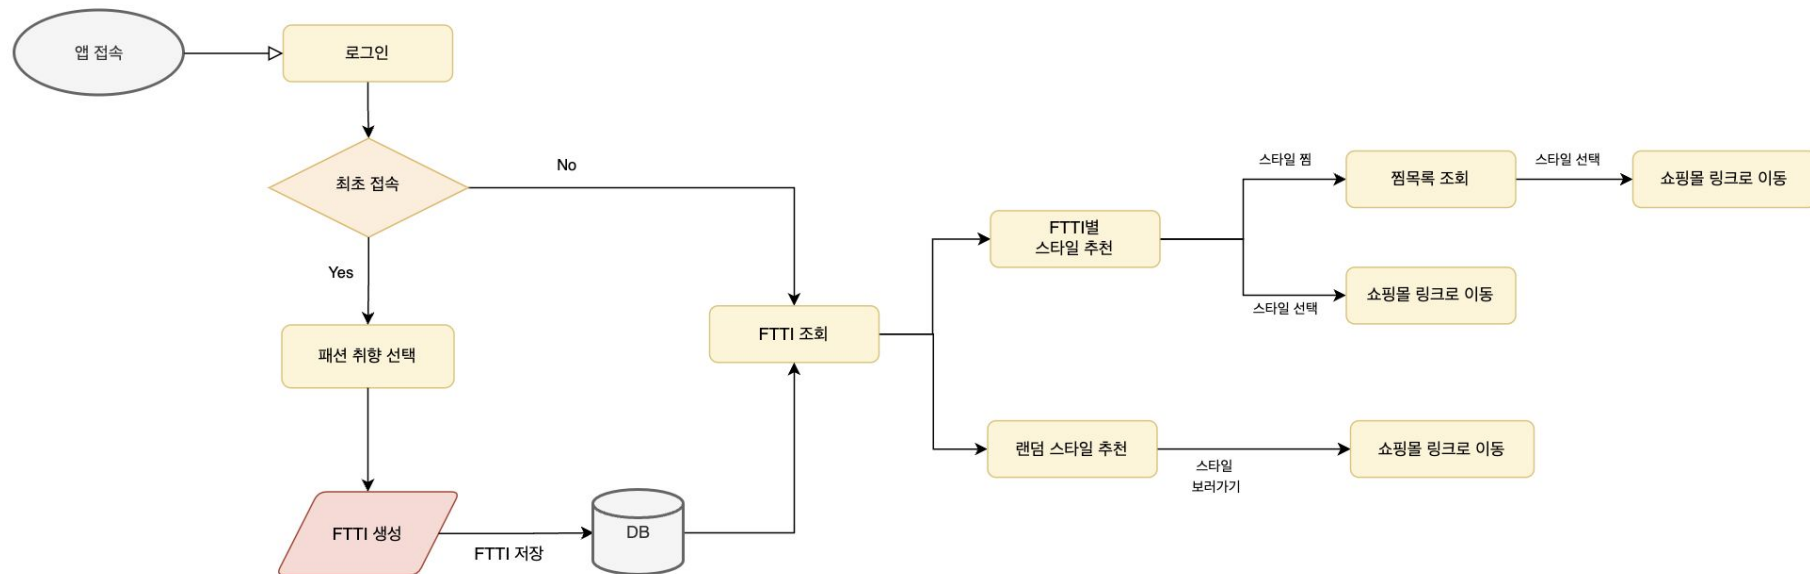 앱 접속
로그인
최초 접속
No
Yes
패션 취향 선택
FTTI 생성
FTTI 저장
DB
FTTI 조회
FTTI별
스타일 추천
스타일 찜
찜목록 조회
스타일 선택
쇼핑몰 링크로 이동
스타일 선택
쇼핑몰 링크로 이동
랜덤 스타일 추천
스타일
보러가기
쇼핑몰 링크로 이동